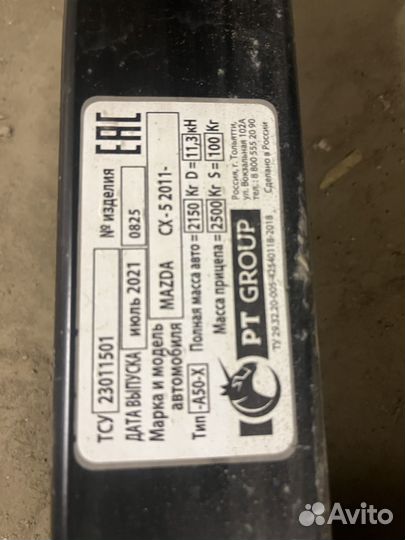 ТСУ 23011501 № изделия EAC
ДАТА ВЫПУСКА июль 2021 0825
Марка и модель автомобиля MAZDA CX-5 2011-
Тип -A50-X Полная масса авто = 2150 Кг D = 11,3 kH
Масса прицепа = 2500 Кг S = 100 Кг
PT GROUP
Россия, г. Тольятти,
ул. Вокзальная 102А
тел.: 8 800 555 20 90
Сделано в России
ТУ 29.32.20-005-42540118-2018
Avito